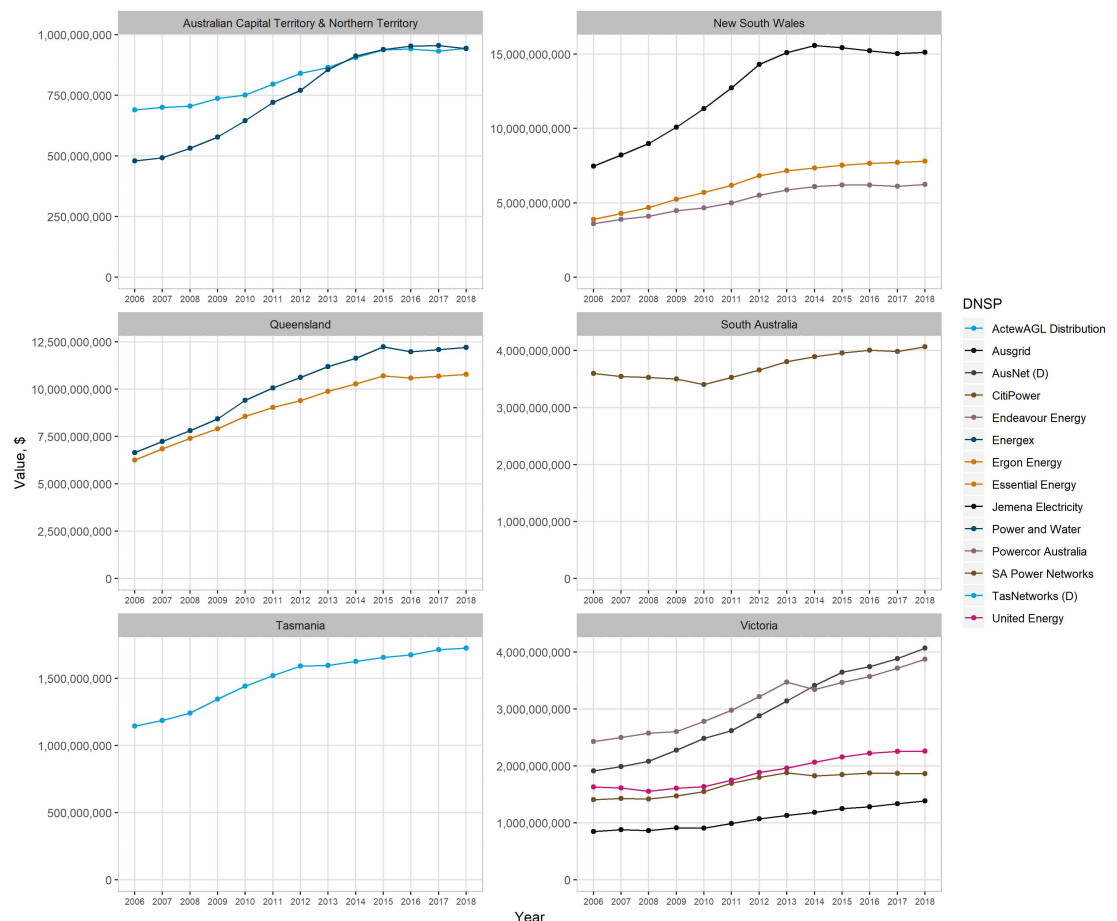 Australian Capital Territory & Northern Territory
1,000,000,000
750,000,000
500,000,000
250,000,000
0
2006 2007 2008 2009 2010 2011 2012 2013 2014 2015 2016 2017 2018
New South Wales
15,000,000,000
10,000,000,000
5,000,000,000
0
2006 2007 2008 2009 2010 2011 2012 2013 2014 2015 2016 2017 2018
Queensland
12,500,000,000
10,000,000,000
7,500,000,000
5,000,000,000
2,500,000,000
0
2006 2007 2008 2009 2010 2011 2012 2013 2014 2015 2016 2017 2018
South Australia
4,000,000,000
3,000,000,000
2,000,000,000
1,000,000,000
0
2006 2007 2008 2009 2010 2011 2012 2013 2014 2015 2016 2017 2018
Tasmania
1,500,000,000
1,000,000,000
500,000,000
0
2006 2007 2008 2009 2010 2011 2012 2013 2014 2015 2016 2017 2018
Victoria
4,000,000,000
3,000,000,000
2,000,000,000
1,000,000,000
0
2006 2007 2008 2009 2010 2011 2012 2013 2014 2015 2016 2017 2018
Value, $
Year
DNSP
ActewAGL Distribution
Ausgrid
AusNet (D)
CitiPower
Endeavour Energy
Energex
Ergon Energy
Essential Energy
Jemena Electricity
Power and Water
Powercor Australia
SA Power Networks
TasNetworks (D)
United Energy